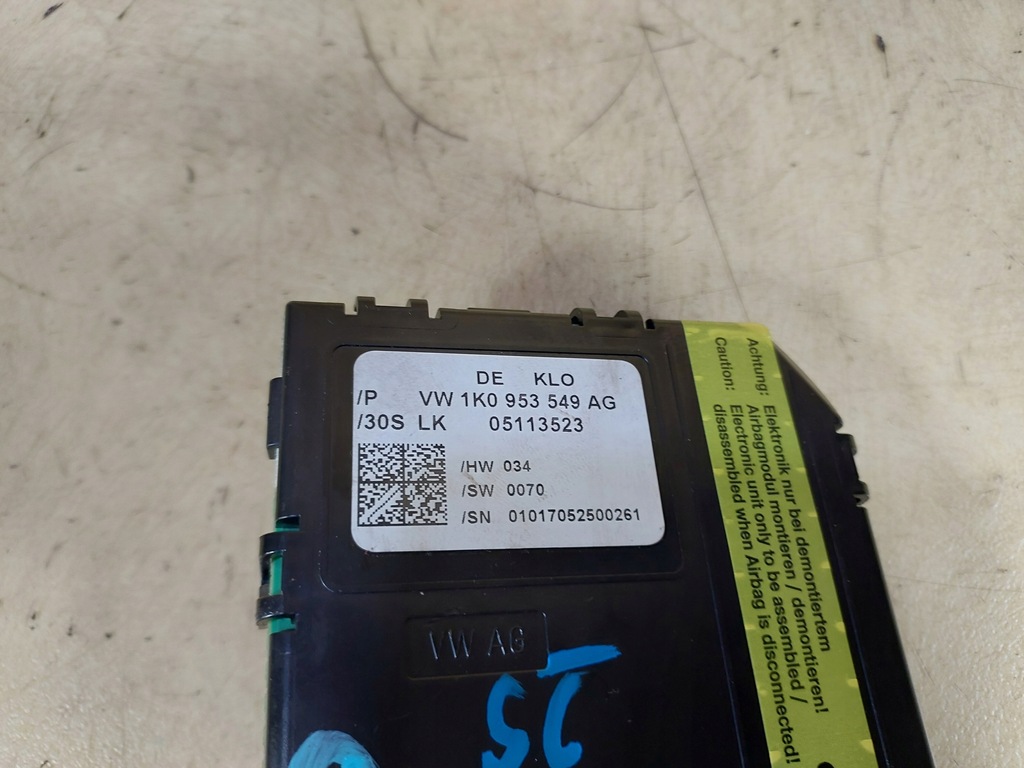 DE KLO
/P VW 1K0 953 549 AG
/30S LK 05113523
/HW 034
/SW 0070
/SN 01017052500261
VW AG
25
Achtung: Elektronik nur bei demontiertem
Airbagmodul montieren / demontieren!
Caution: Electronic unit only to be assembled /
disassembled when Airbag is disconnected!